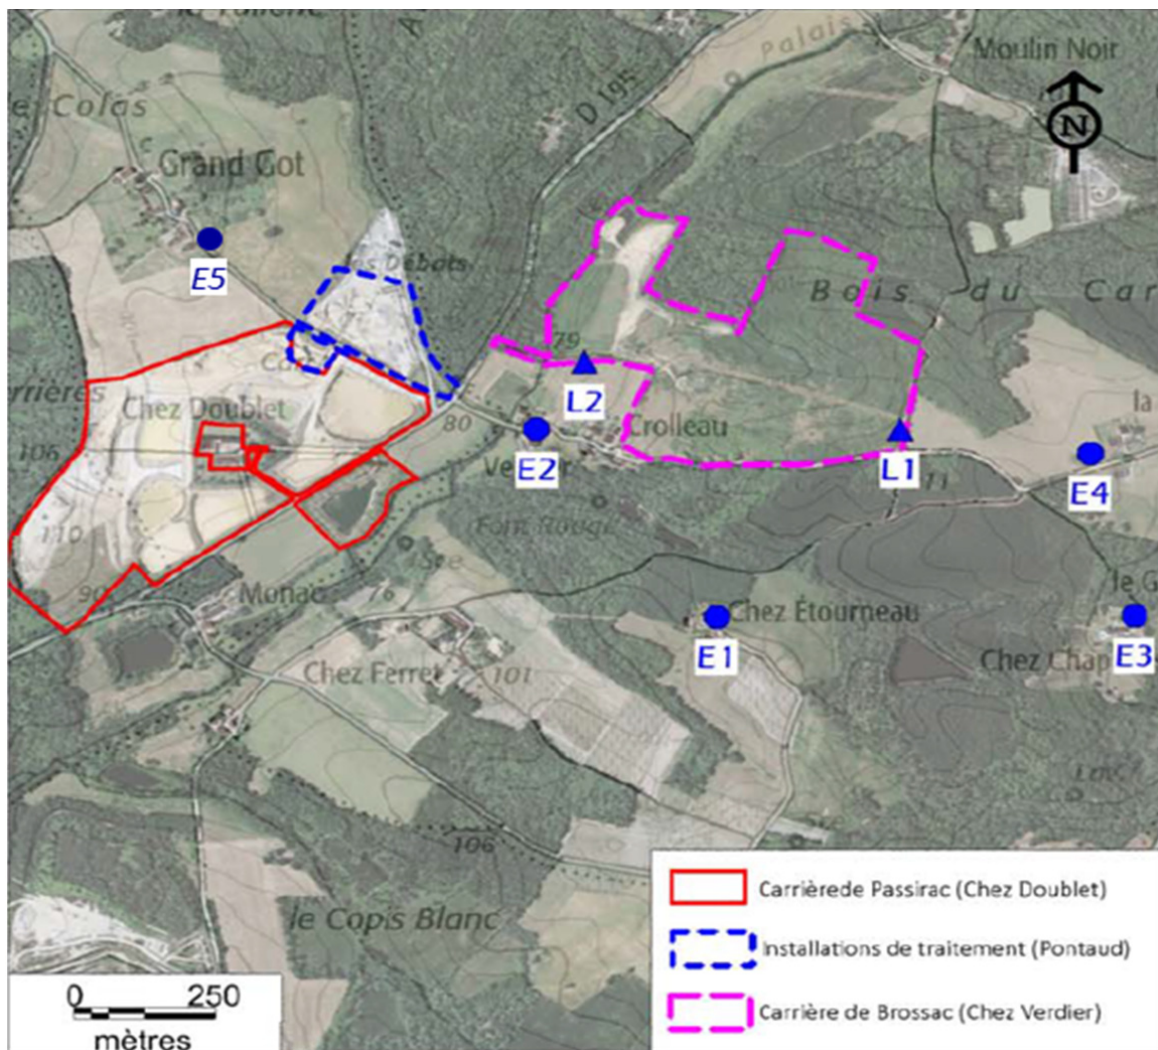 Moulin Noir
Palais
D 195
Colas
N
Grand Got
E5
Débats
Bois du Car
79
L2
Chez Doublet
80
Crolleau
la
106
E2
L1
E4
71
Font Rouge
110
90
Monac
76
le G
Chez Étourneau
E1
E3
Chez Ferret
101
Chez Chap
106
le Copis Blanc
Carrièrede Passirac (Chez Doublet)
Installations de traitement (Pontaud)
Carrière de Brossac (Chez Verdier)
0 250
mètres